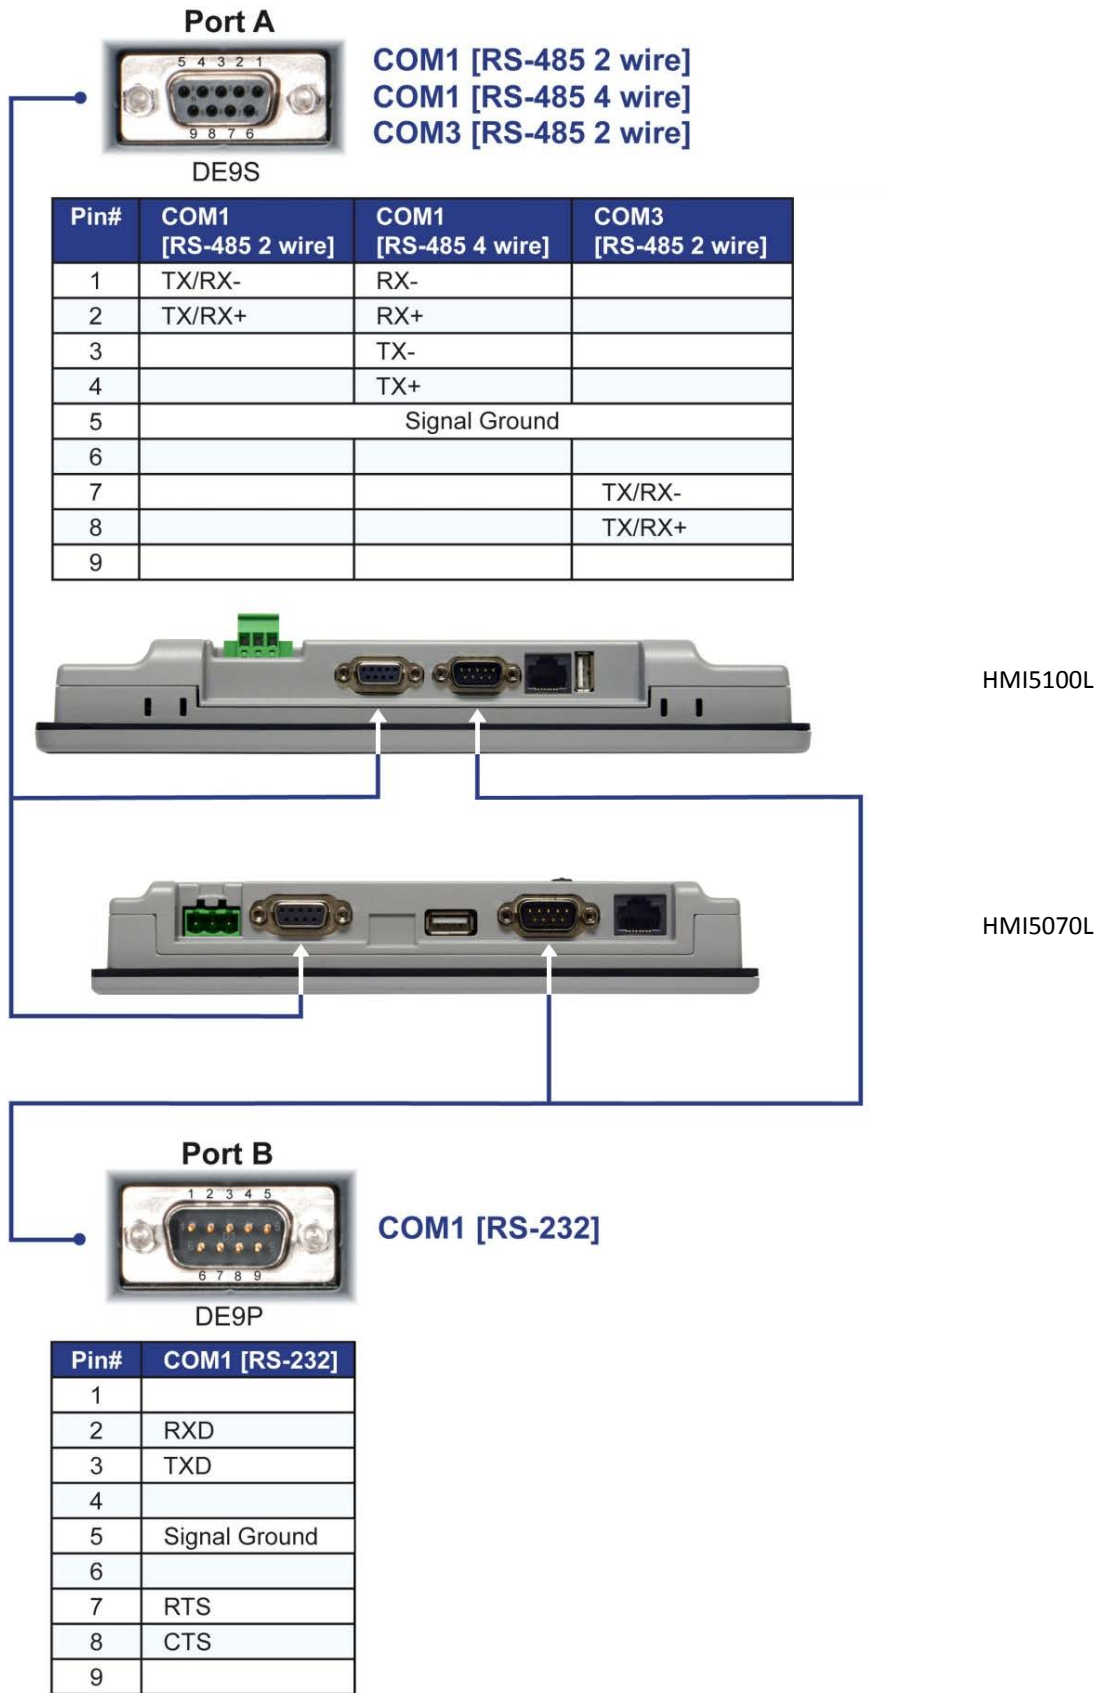 Port A
5 4 3 2 1
9 8 7 6
DE9S
COM1 [RS-485 2 wire]
COM1 [RS-485 4 wire]
COM3 [RS-485 2 wire]
Pin# COM1 [RS-485 2 wire] COM1 [RS-485 4 wire] COM3 [RS-485 2 wire]
1 TX/RX- RX-
2 TX/RX+ RX+
3 TX-
4 TX+
5 Signal Ground
6
7 TX/RX-
8 TX/RX+
9
HMI5100L
HMI5070L
Port B
1 2 3 4 5
6 7 8 9
DE9P
COM1 [RS-232]
Pin# COM1 [RS-232]
1
2 RXD
3 TXD
4
5 Signal Ground
6
7 RTS
8 CTS
9